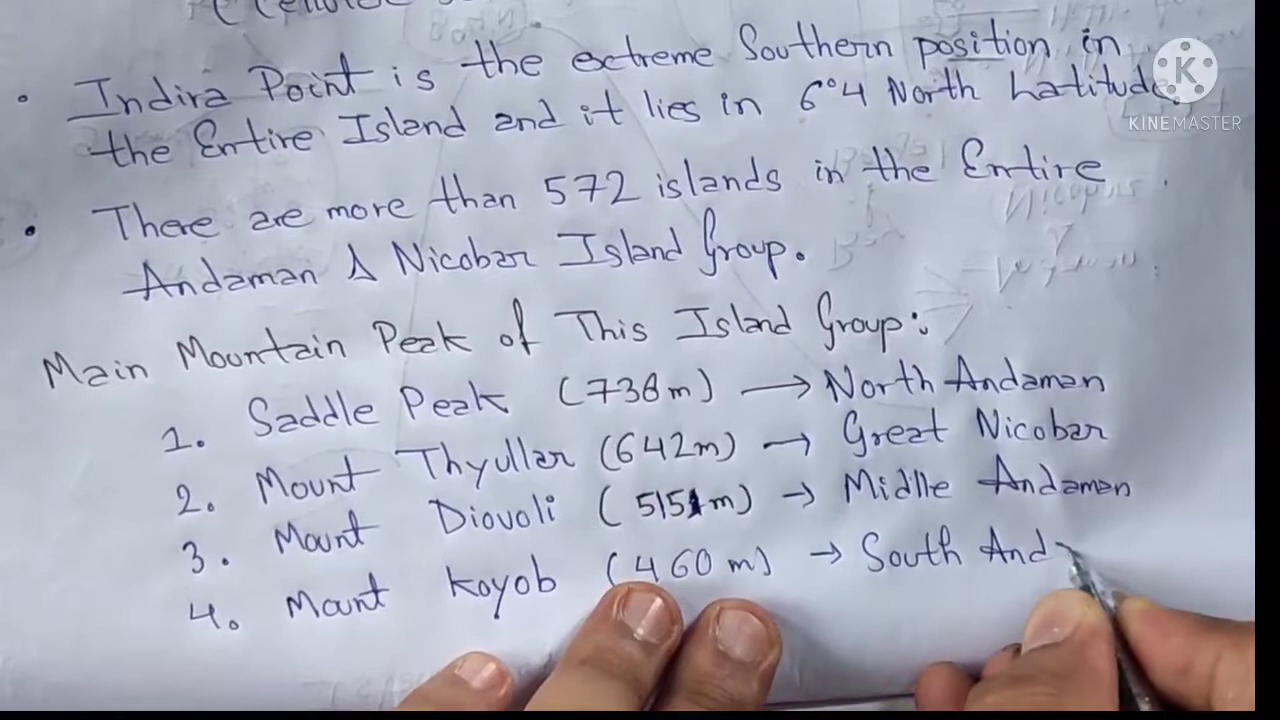 • Indira Point is the extreme Southern position in
the Entire Island and it lies in 6°4 North Latitude.
• There are more than 572 islands in the Entire
Andaman & Nicobar Island Group.
Main Mountain Peak of This Island Group:
1. Saddle Peak (738m) → North Andaman
2. Mount Thyullar (642m) → Great Nicobar
3. Mount Diovoli (515m) → Midlle Andaman
4. Mount Koyob (460m) → South And
KINEMASTER